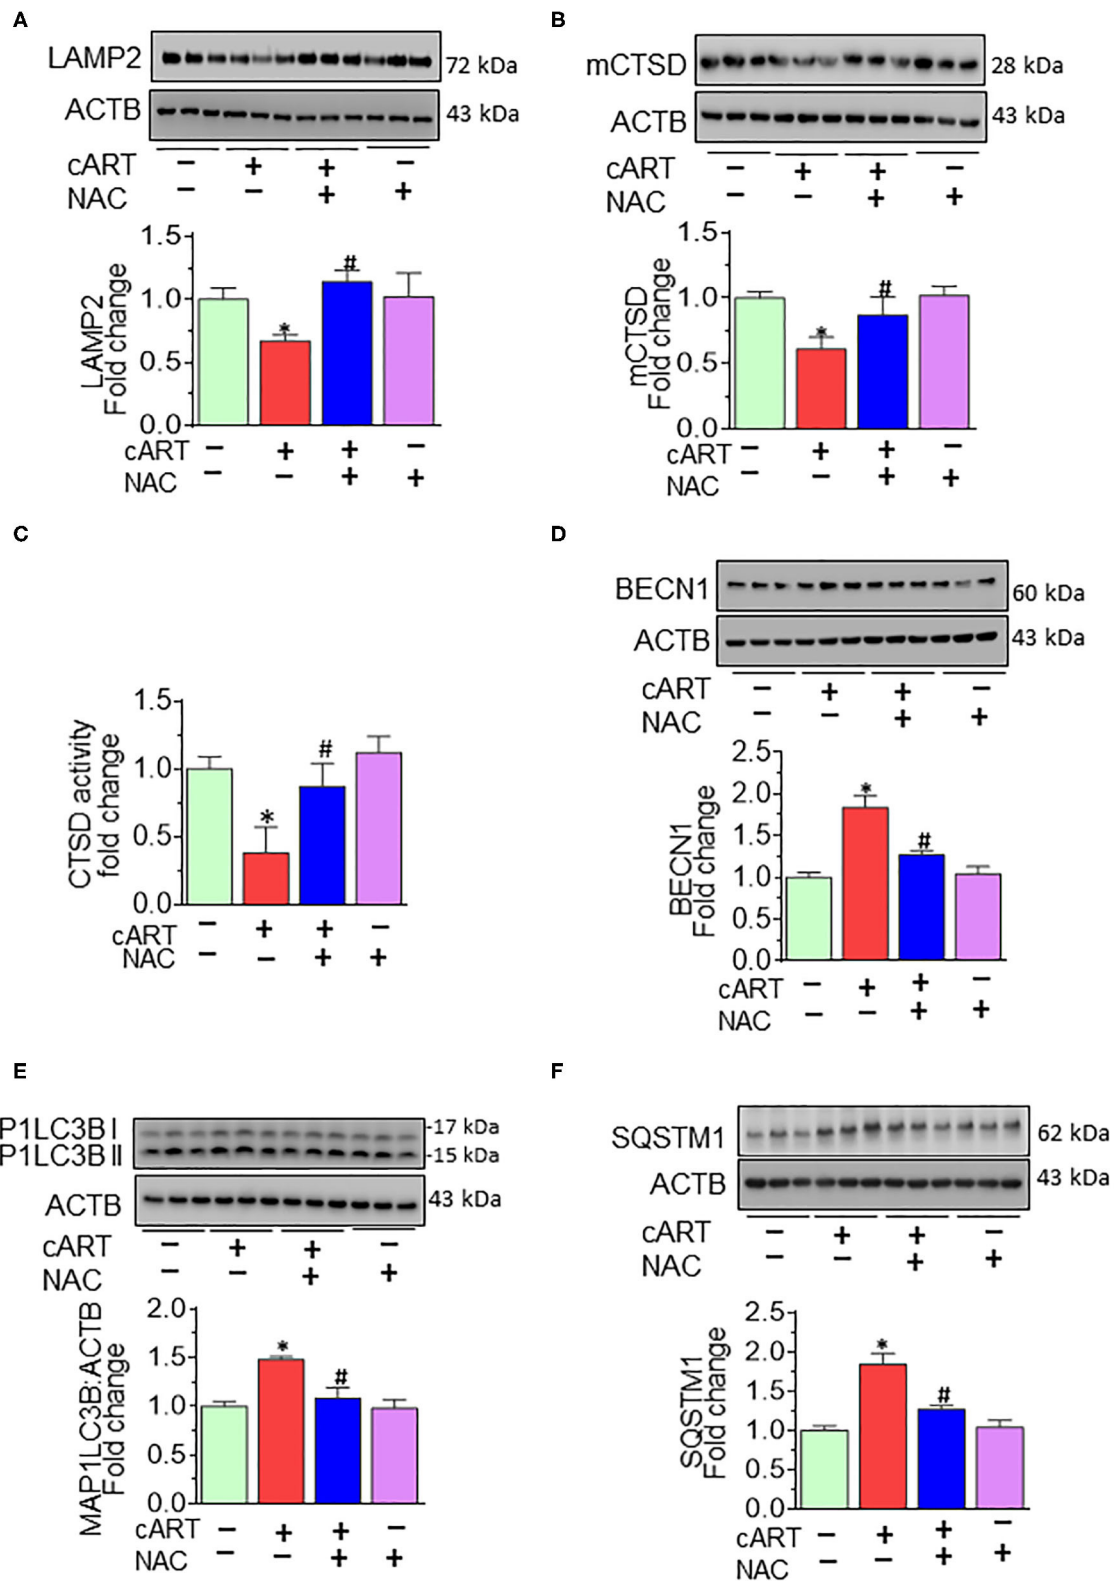 A
LAMP2
72 kDa
ACTB
43 kDa
cART − + + −
NAC − − + +
LAMP2
Fold change
1.5
1.0
0.5
0.0
* #
cART − + + −
NAC − − + +
B
mCTSD
28 kDa
ACTB
43 kDa
cART − + + −
NAC − − + +
mCTSD
Fold change
1.5
1.0
0.5
0.0
* #
cART − + + −
NAC − − + +
C
CTSD activity
fold change
1.5
1.0
0.5
0.0
* #
cART − + + −
NAC − − + +
D
BECN1
60 kDa
ACTB
43 kDa
cART − + + −
NAC − − + +
BECN1
Fold change
2.5
2.0
1.5
1.0
0.5
0.0
* #
cART − + + −
NAC − − + +
E
P1LC3B I
-17 kDa
P1LC3B II
-15 kDa
ACTB
43 kDa
cART − + + −
NAC − − + +
MAP1LC3B:ACTB
Fold change
2.0
1.5
1.0
0.5
0.0
* #
cART − + + −
NAC − − + +
F
SQSTM1
62 kDa
ACTB
43 kDa
cART − + + −
NAC − − + +
SQSTM1
Fold change
2.5
2.0
1.5
1.0
0.5
0.0
* #
cART − + + −
NAC − − + +